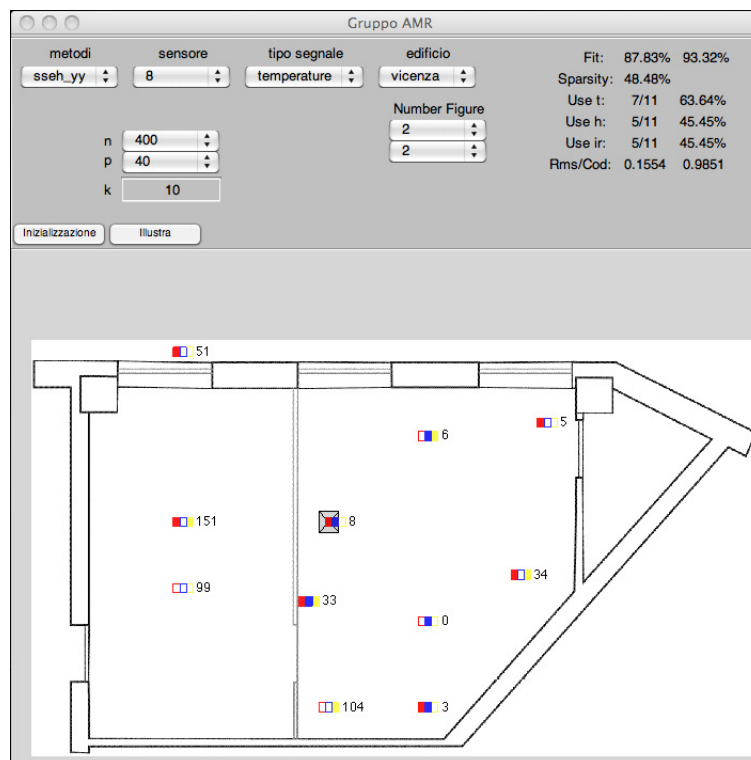 Gruppo AMR
metodi sensore tipo segnale edificio
sseh_yy 8 temperature vicenza
Fit: 87.83% 93.32%
Sparsity: 48.48%
Use t: 7/11 63.64%
Use h: 5/11 45.45%
Use ir: 5/11 45.45%
Rms/Cod: 0.1554 0.9851
Number Figure
2
2
n 400
p 40
k 10
Inizializzazione Illustra
51
5
6
151
8
34
99
33
0
104
3